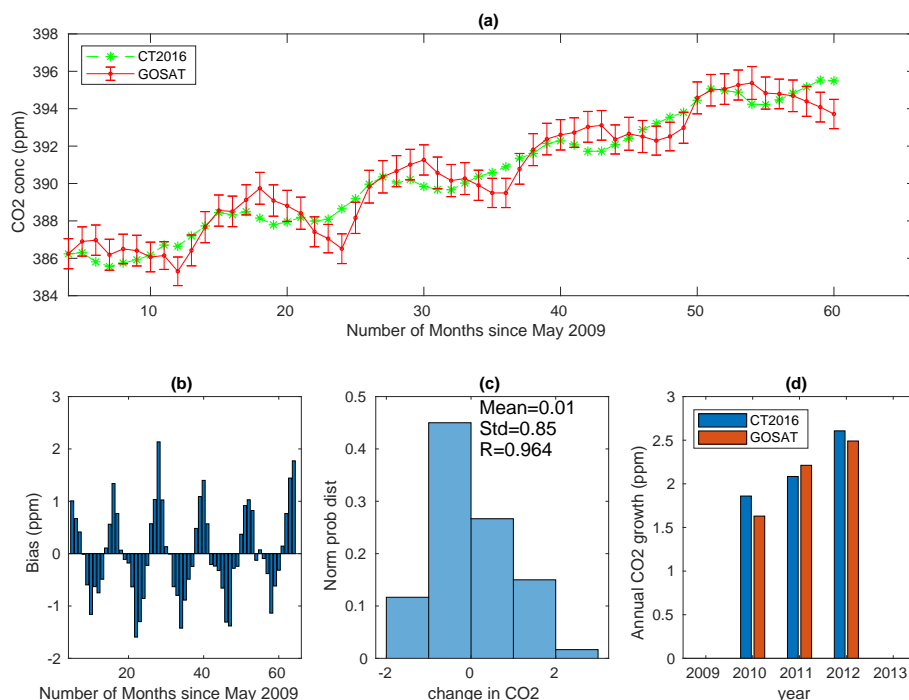 (a)
398
396
394
392
390
388
386
384
CO2 conc (ppm)
CT2016
GOSAT
10
20
30
40
50
60
Number of Months since May 2009
(b)
3
2
1
0
-1
-2
Bias (ppm)
20
40
60
Number of Months since May 2009
(c)
0.5
0.4
0.3
0.2
0.1
0
Norm prob dist
Mean=0.01
Std=0.85
R=0.964
-2
0
2
change in CO2
(d)
3
2.5
2
1.5
1
0.5
0
Annual CO2 growth (ppm)
CT2016
GOSAT
2009
2010
2011
2012
2013
year